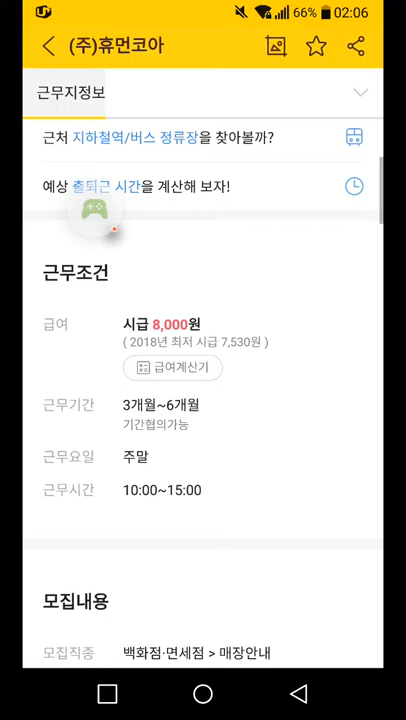 66% 02:06
(주)휴먼코아
근무지정보
근처 지하철역/버스 정류장을 찾아볼까?
예상 출퇴근 시간을 계산해 보자!
근무조건
급여 시급 8,000원
( 2018년 최저 시급 7,530원 )
급여계산기
근무기간 3개월~6개월
기간협의가능
근무요일 주말
근무시간 10:00~15:00
모집내용
모집직종 백화점·면세점 > 매장안내